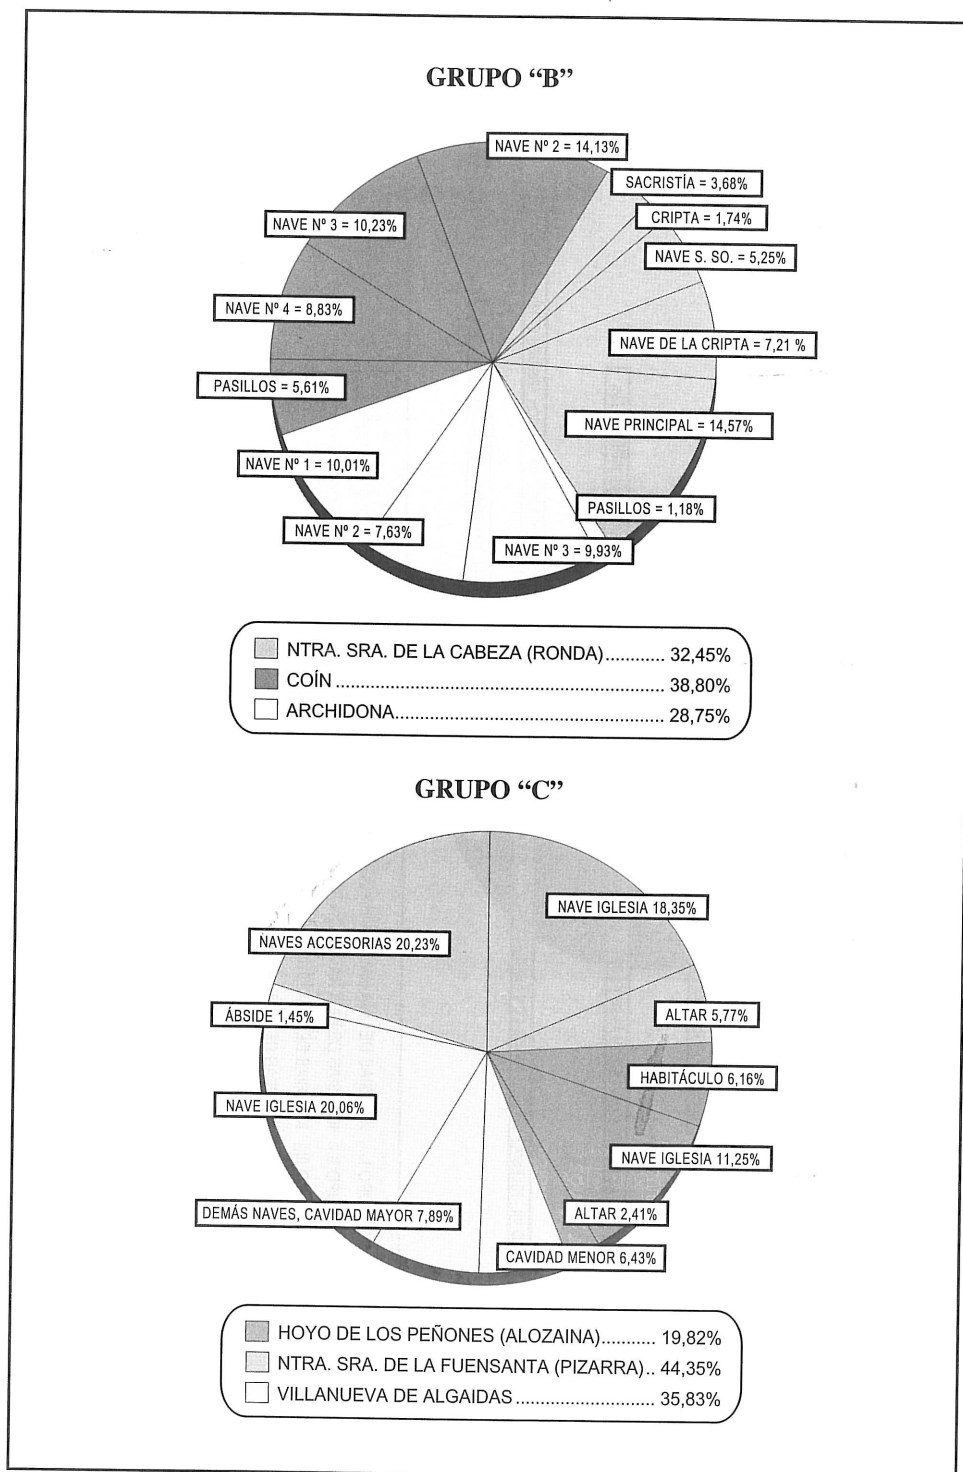 GRUPO “B”
NAVE Nº 2 = 14,13%
SACRISTÍA = 3,68%
CRIPTA = 1,74%
NAVE S. SO. = 5,25%
NAVE DE LA CRIPTA = 7,21 %
NAVE PRINCIPAL = 14,57%
PASILLOS = 1,18%
NAVE Nº 3 = 9,93%
NAVE Nº 2 = 7,63%
NAVE Nº 1 = 10,01%
PASILLOS = 5,61%
NAVE Nº 4 = 8,83%
NAVE Nº 3 = 10,23%
NTRA. SRA. DE LA CABEZA (RONDA)............ 32,45%
COÍN .................................................................. 38,80%
ARCHIDONA...................................................... 28,75%
GRUPO “C”
NAVE IGLESIA 18,35%
ALTAR 5,77%
HABITÁCULO 6,16%
NAVE IGLESIA 11,25%
ALTAR 2,41%
CAVIDAD MENOR 6,43%
DEMÁS NAVES, CAVIDAD MAYOR 7,89%
NAVE IGLESIA 20,06%
ÁBSIDE 1,45%
NAVES ACCESORIAS 20,23%
HOYO DE LOS PEÑONES (ALOZAINA)........... 19,82%
NTRA. SRA. DE LA FUENSANTA (PIZARRA).. 44,35%
VILLANUEVA DE ALGAIDAS............................ 35,83%